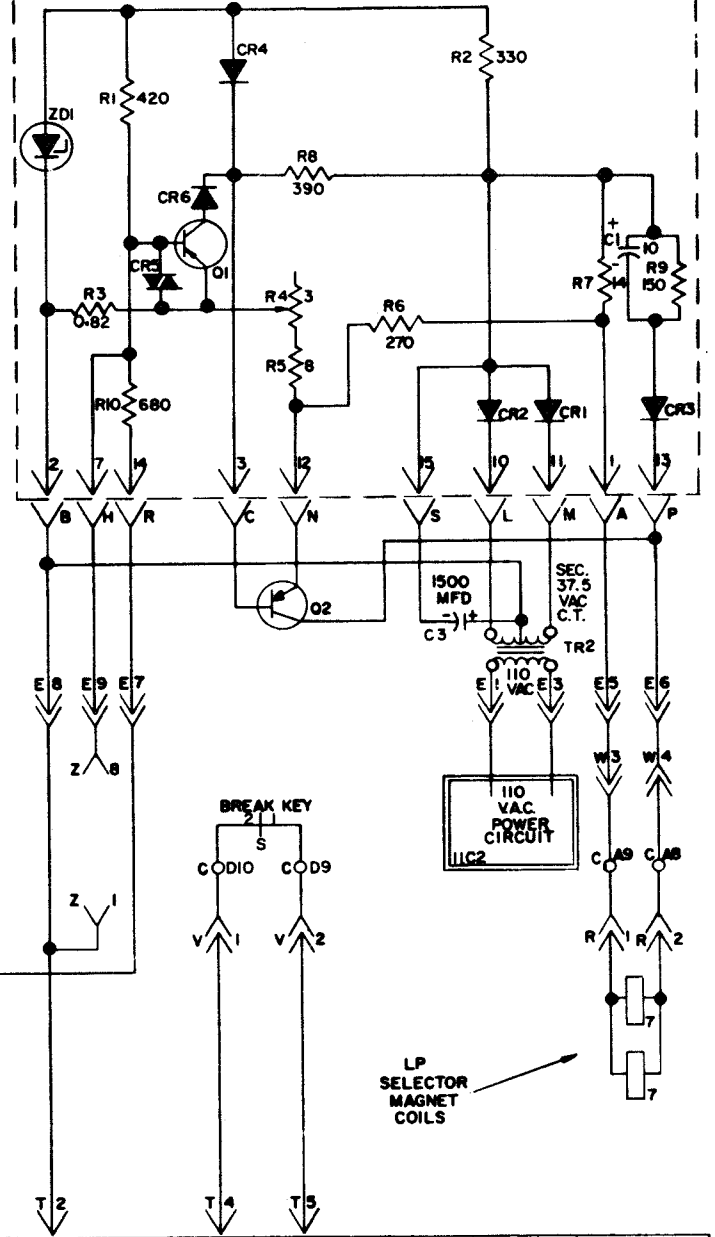 CR4
R2 330
R1 420
ZD1
R8
390
CR6
+
C1 10
R9
150
CR5
Q1
R7 14
-
R3
0.82
R4 3
R6
270
R5 8
R10 680
CR2
CR1
CR3
2 7 14 3 12 15 10 11 1 13
B H R C N S L M A P
1500
MFD
- +
C3
SEC.
37.5
VAC
C.T.
Q2
TR2
110
VAC
E 8 E 9 E 7 E 1 E 3 E 5 E 6
Z 8
W 3 W 4
110
V.A.C.
POWER
CIRCUIT
11C2
BREAK KEY
2 1
S
C D10 C D9
C A9 C A8
Z 1
V 1 V 2
R 1 R 2
7
7
LP
SELECTOR
MAGNET
COILS
T 2 T 4 T 5